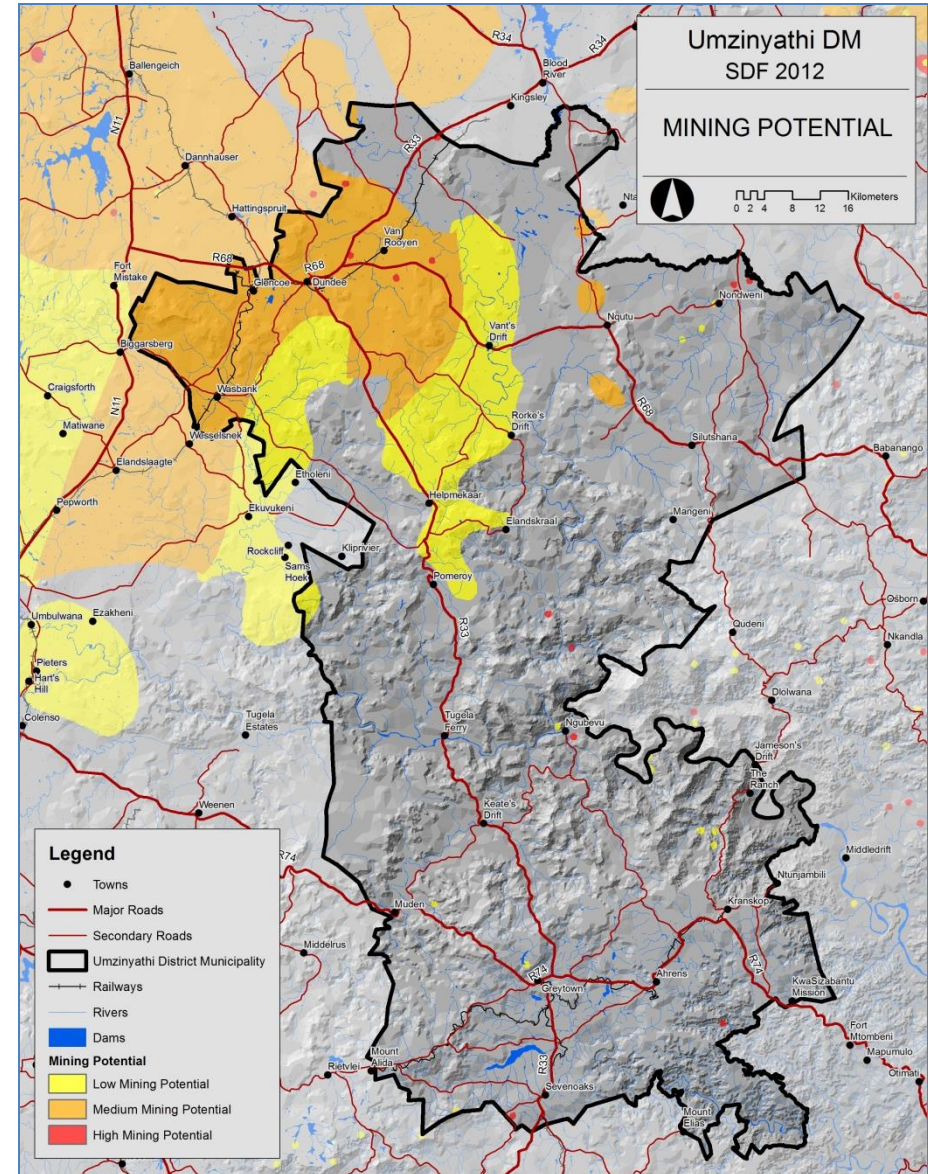 Umzinyathi DM
SDF 2012
MINING POTENTIAL
Kilometers
0 2 4 8 12 16
R34
R34
Ballengeich
Blood
River
Kingsley
N11
R33
Dannhauser
Nta
Hattingspruit
Van
Rooyen
R68
Fort
Mistake
R68
Glencoe
Dundee
Nondweni
Nqutu
Vant's
Drift
Biggarsberg
Craigsforth
Wasbank
N11
R68
Matiwane
Rorke's
Drift
Wesselsnek
Silutshana
Babanango
Elandslaagte
Etholeni
Pepworth
Helpmekaar
Ekuvukeni
Mangeni
Elandskraal
Rockcliff
Kliprivier
Sams
Hoek
Pomeroy
Osborn
Umbulwana
Ezakheni
R33
Qudeni
Nkandla
Pieters
Hart's
Hill
Dlolwana
Colenso
Tugela
Estates
Tugela
Ferry
Ngubevu
Jameson's
Drift
The
Ranch
Weenen
Keate's
Drift
R74
Middledrift
Ntunjambili
Muden
Kranskop
Middelrus
R74
R74
Ahrens
Greytown
KwaSizabantu
Mission
Fort
Mtombeni
Mount
Alida
Rietvlei
R33
Mapumulo
Otimati
Sevenoaks
Mount
Elias
Legend
Towns
Major Roads
Secondary Roads
Umzinyathi District Municipality
Railways
Rivers
Dams
Mining Potential
Low Mining Potential
Medium Mining Potential
High Mining Potential